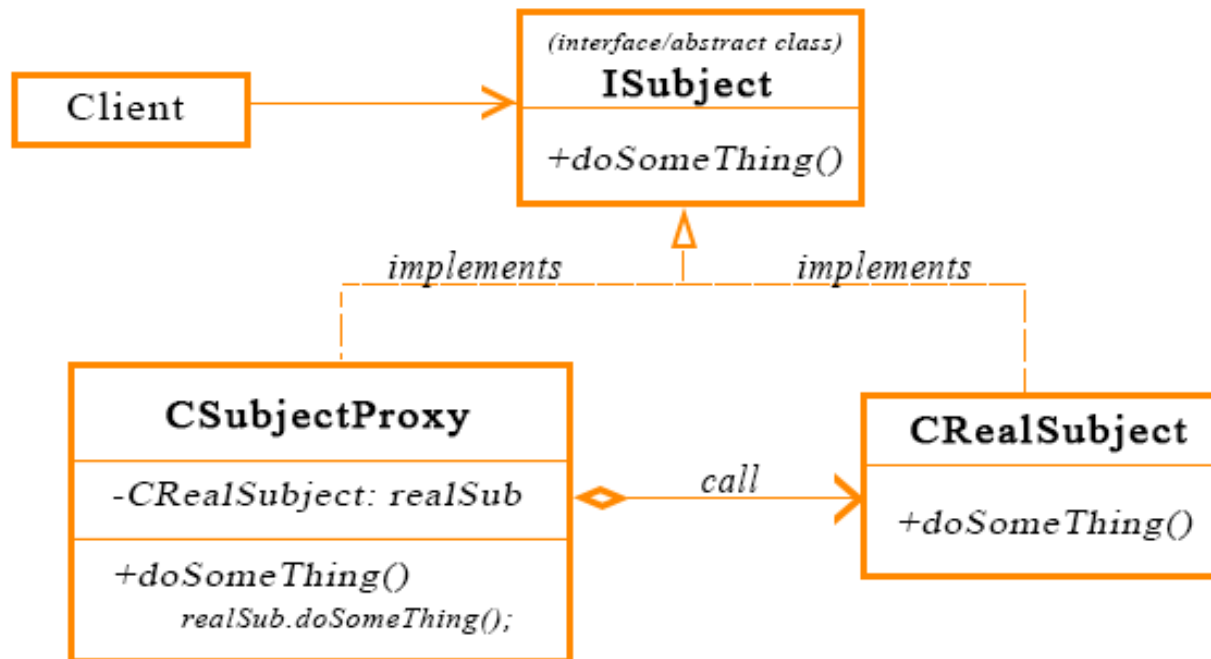 (interface/abstract class)
ISubject
Client
+doSomeThing()
implements
implements
CSubjectProxy
CRealSubject
-CRealSubject: realSub
call
+doSomeThing()
+doSomeThing()
realSub.doSomeThing();